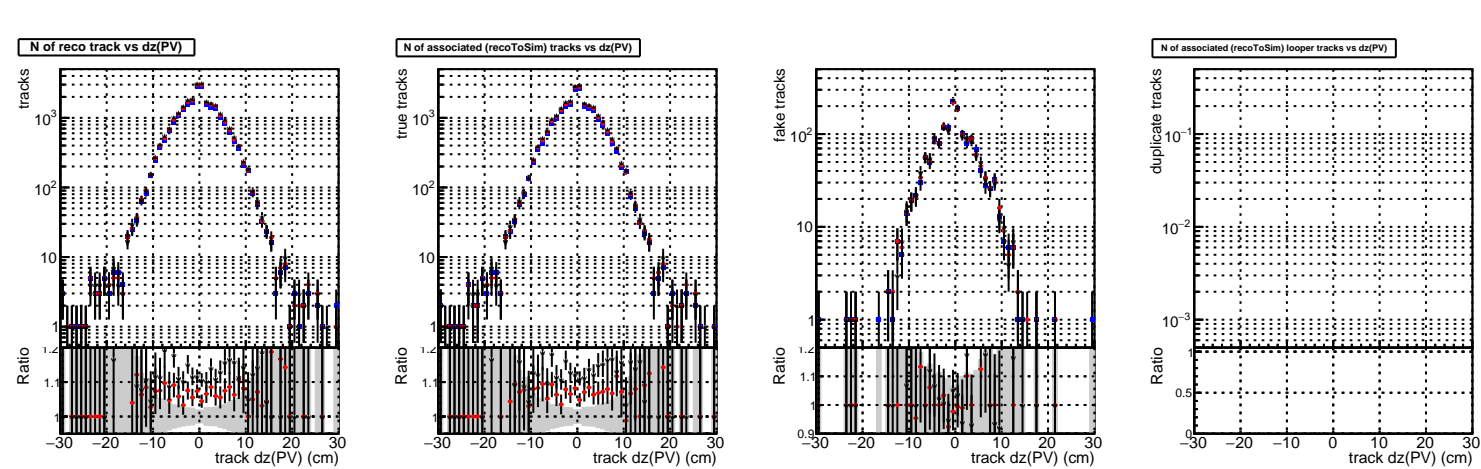 N of reco track vs dz(PV)
tracks
10³
10²
10
1
Ratio
1.2
1.1
1
−30 −20 −10 0 10 20 30
track dz(PV) (cm)
N of associated (recoToSim) tracks vs dz(PV)
true tracks
10³
10²
10
1
Ratio
1.2
1.1
1
−30 −20 −10 0 10 20 30
track dz(PV) (cm)
fake tracks
10²
10
1
Ratio
1.2
1.1
1
0.9
−30 −20 −10 0 10 20 30
track dz(PV) (cm)
N of associated (recoToSim) looper tracks vs dz(PV)
duplicate tracks
10⁻¹
10⁻²
10⁻³
Ratio
1
0.5
0
−30 −20 −10 0 10 20 30
track dz(PV) (cm)